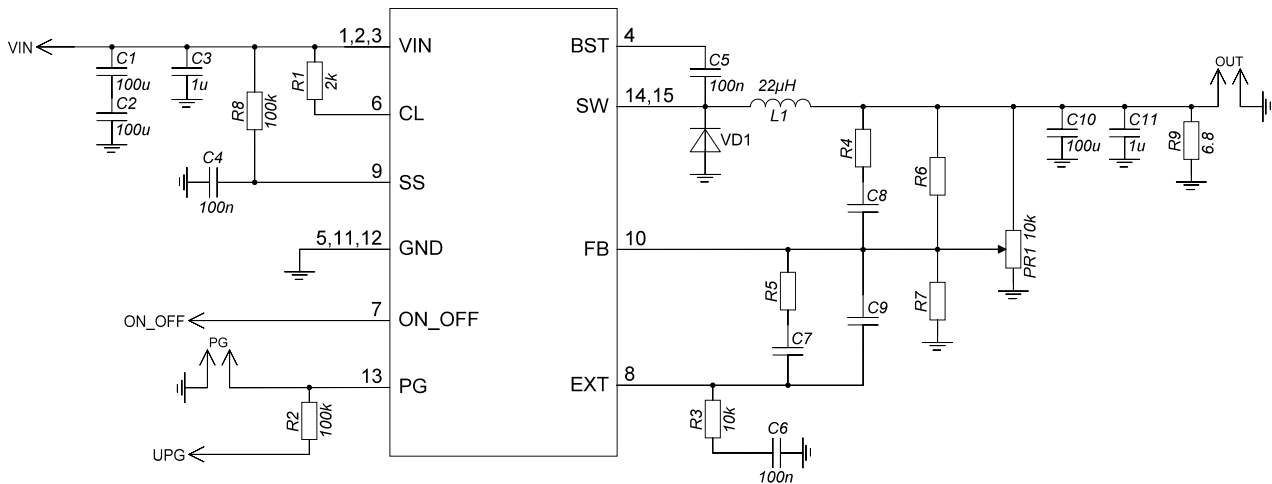 VIN
C1
100u
C2
100u
C3
1u
R8
100k
R1
2k
1,2,3
VIN
6
CL
C4
100n
9
SS
5,11,12
GND
ON_OFF
7
ON_OFF
PG
13
PG
R2
100k
UPG
BST
4
C5
100n
SW
14,15
22µH
L1
VD1
R4
C8
R6
PR1 10k
C10
100u
C11
1u
R9
6.8
OUT
FB
10
R5
C7
C9
R7
EXT
8
R3
10k
C6
100n